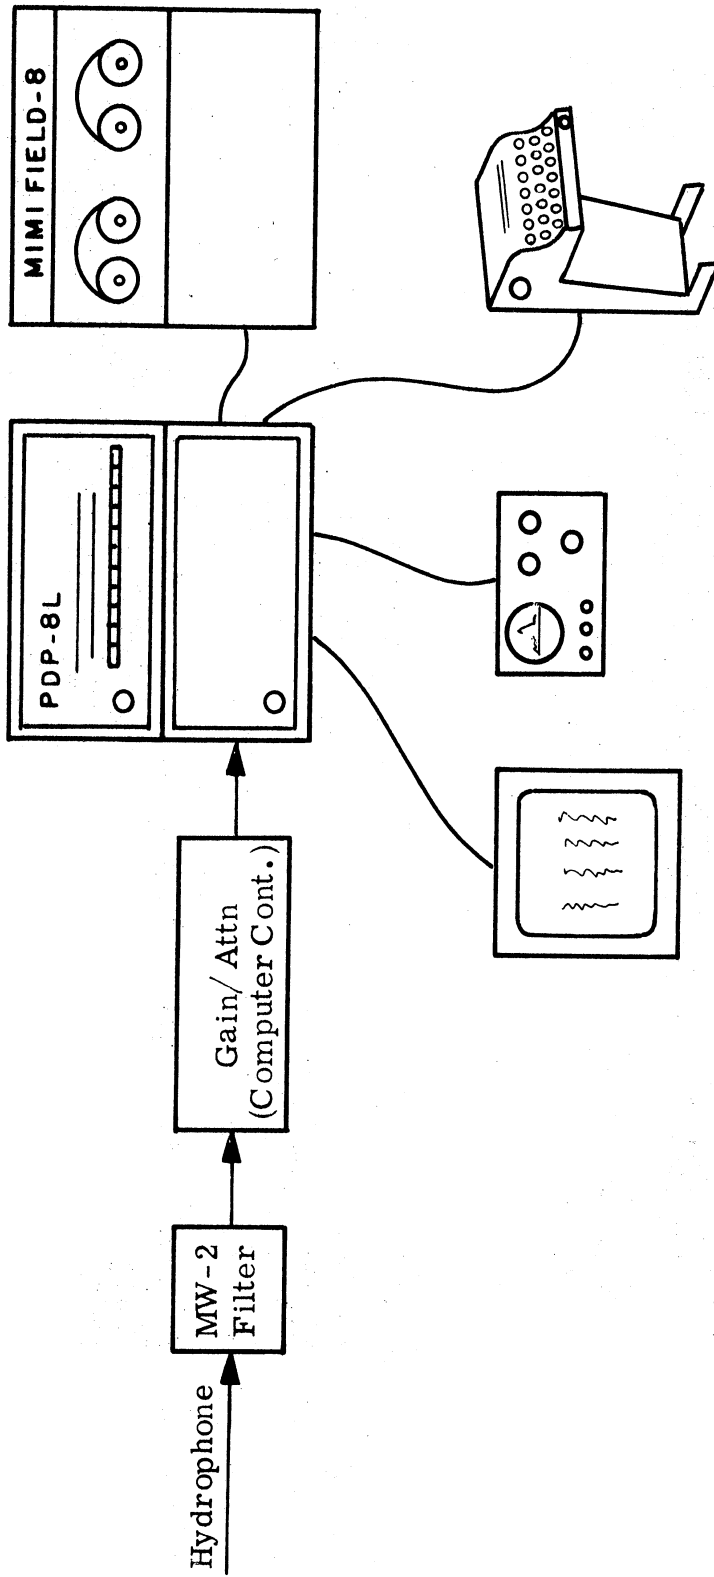 Hydrophone
MW-2
Filter
Gain/ Attn
(Computer Cont.)
PDP-8L
MIMI FIELD-8